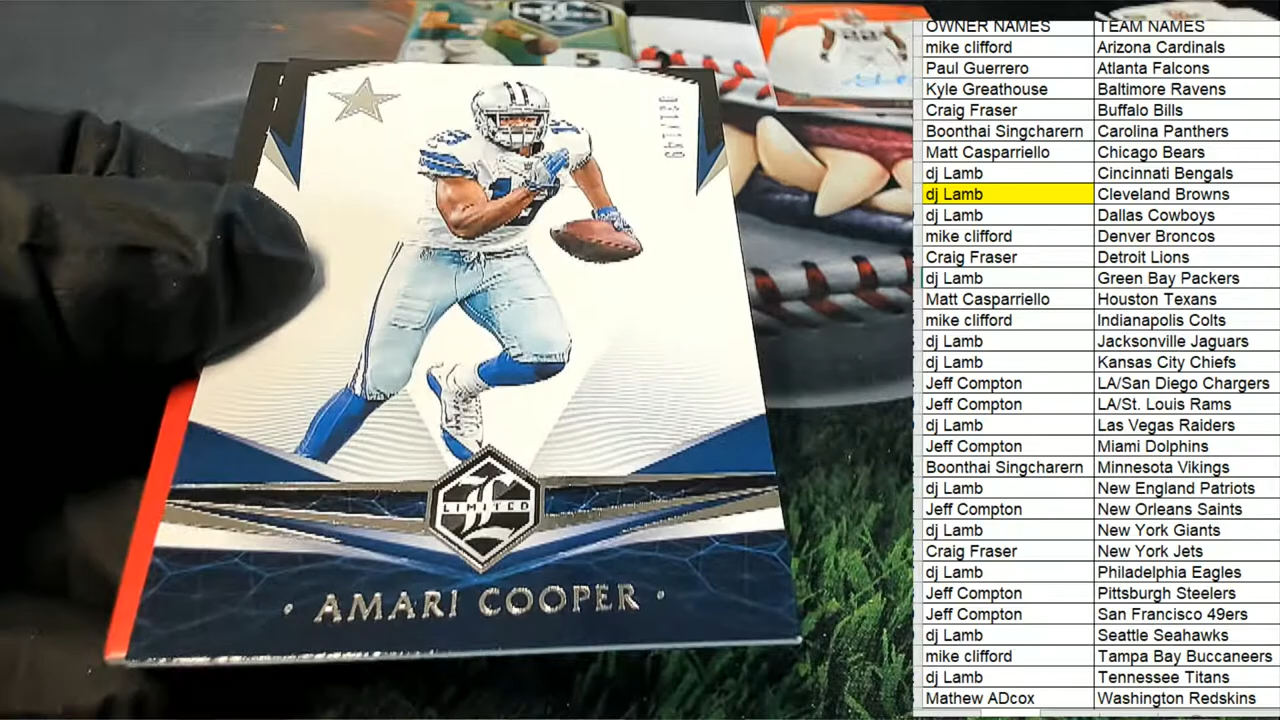 AMARI COOPER
LIMITED
5
OWNER NAMES TEAM NAMES
mike clifford Arizona Cardinals
Paul Guerrero Atlanta Falcons
Kyle Greathouse Baltimore Ravens
Craig Fraser Buffalo Bills
Boonthai Singcharern Carolina Panthers
Matt Casparriello Chicago Bears
dj Lamb Cincinnati Bengals
dj Lamb Cleveland Browns
dj Lamb Dallas Cowboys
mike clifford Denver Broncos
Craig Fraser Detroit Lions
dj Lamb Green Bay Packers
Matt Casparriello Houston Texans
mike clifford Indianapolis Colts
dj Lamb Jacksonville Jaguars
dj Lamb Kansas City Chiefs
Jeff Compton LA/San Diego Chargers
Jeff Compton LA/St. Louis Rams
dj Lamb Las Vegas Raiders
Jeff Compton Miami Dolphins
Boonthai Singcharern Minnesota Vikings
dj Lamb New England Patriots
Jeff Compton New Orleans Saints
dj Lamb New York Giants
Craig Fraser New York Jets
dj Lamb Philadelphia Eagles
Jeff Compton Pittsburgh Steelers
Jeff Compton San Francisco 49ers
dj Lamb Seattle Seahawks
mike clifford Tampa Bay Buccaneers
dj Lamb Tennessee Titans
Mathew ADcox Washington Redskins